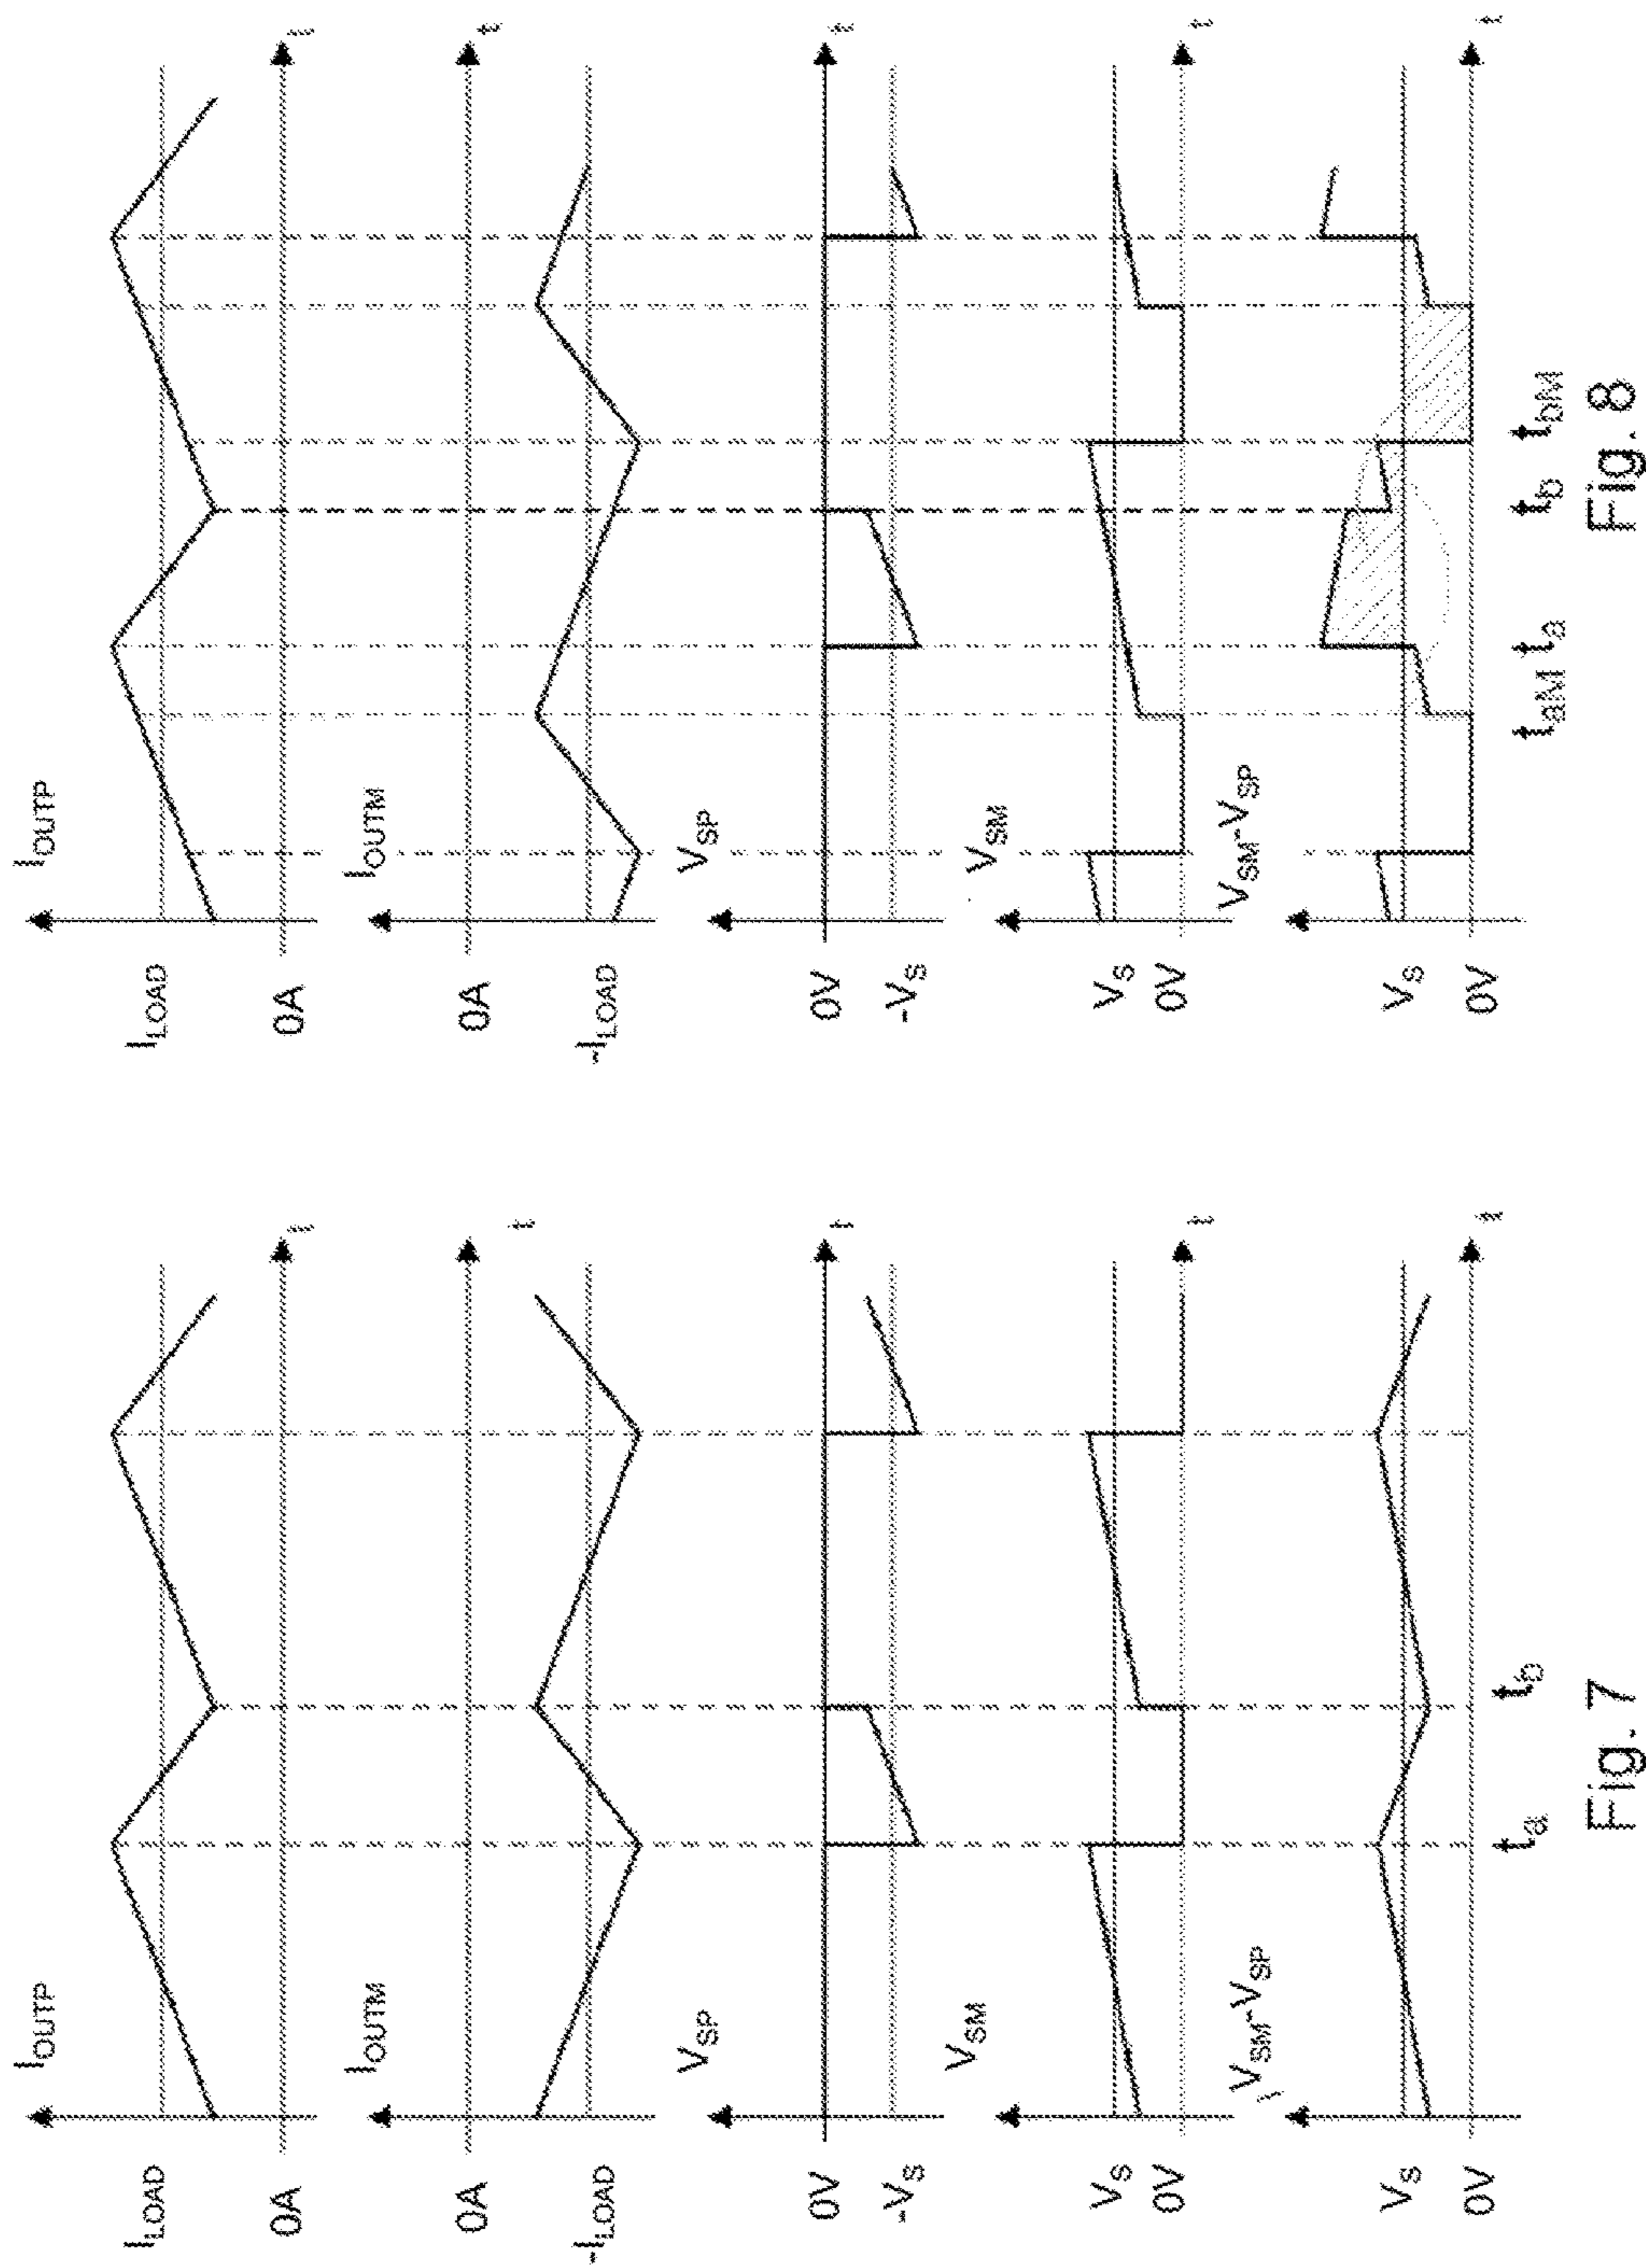 I_OUTP
I_LOAD
0A
t
I_OUTM
0A
-I_LOAD
t
V_SP
0V
-V_S
t
V_SM
V_S
0V
t
V_SM-V_SP
V_S
0V
t
t_a t_b
Fig. 7
I_OUTP
I_LOAD
0A
t
I_OUTM
0A
-I_LOAD
t
V_SP
0V
-V_S
t
V_SM
V_S
0V
t
V_SM-V_SP
V_S
0V
t
t_aM t_a t_b t_bM
Fig. 8